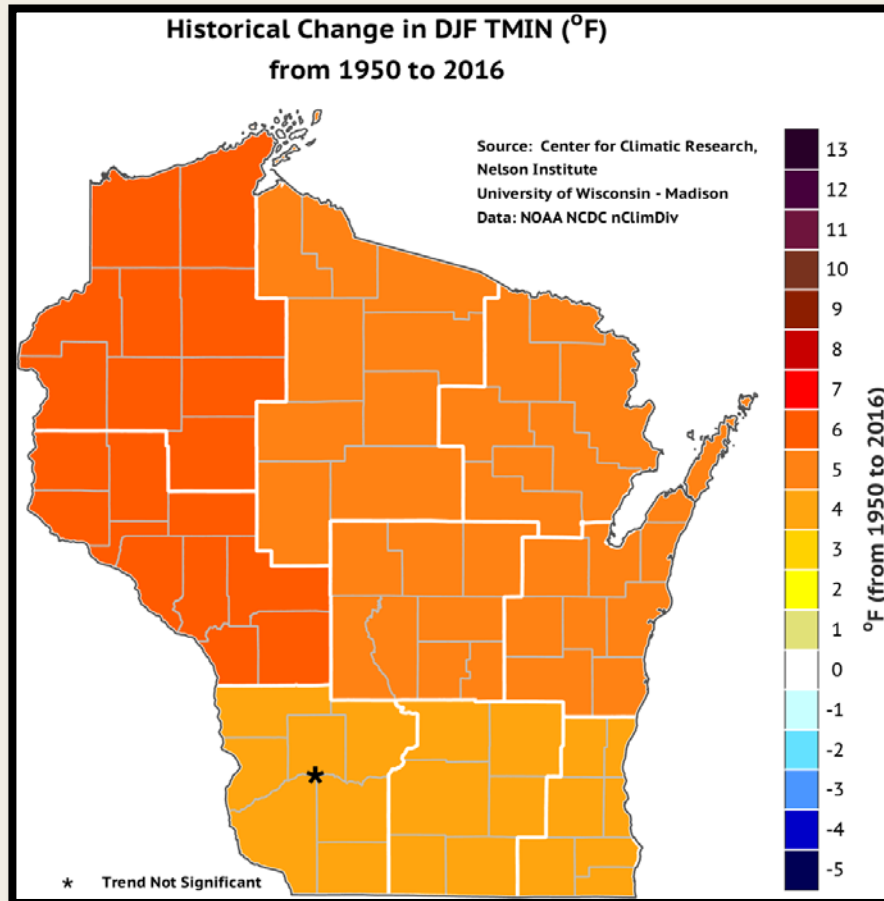 Historical Change in DJF TMIN (°F)
from 1950 to 2016
Source: Center for Climatic Research,
Nelson Institute
University of Wisconsin - Madison
Data: NOAA NCDC nClimDiv
13
12
11
10
9
8
7
6
5
4
3
2
1
0
-1
-2
-3
-4
-5
°F (from 1950 to 2016)
*
* Trend Not Significant